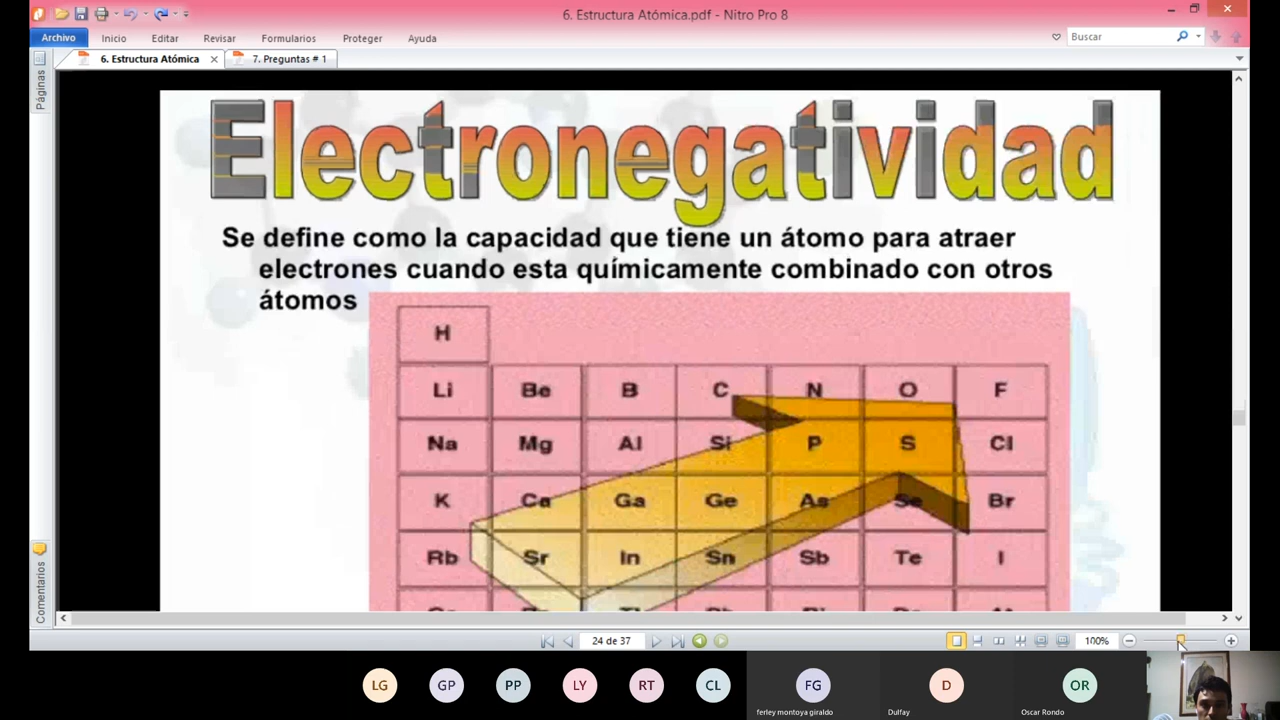 6. Estructura Atómica.pdf - Nitro Pro 8
Archivo Inicio Editar Revisar Formularios Proteger Ayuda Buscar
6. Estructura Atómica 7. Preguntas # 1
Páginas
Electronegatividad
Se define como la capacidad que tiene un átomo para atraer
electrones cuando esta químicamente combinado con otros
átomos
H
Li Be B C N O F
Na Mg Al Si P S Cl
K Ca Ga Ge As Se Br
Rb Sr In Sn Sb Te I
Comentarios
24 de 37 100%
LG GP PP LY RT CL FG D OR
ferley montoya giraldo Dulfay Oscar Rondo